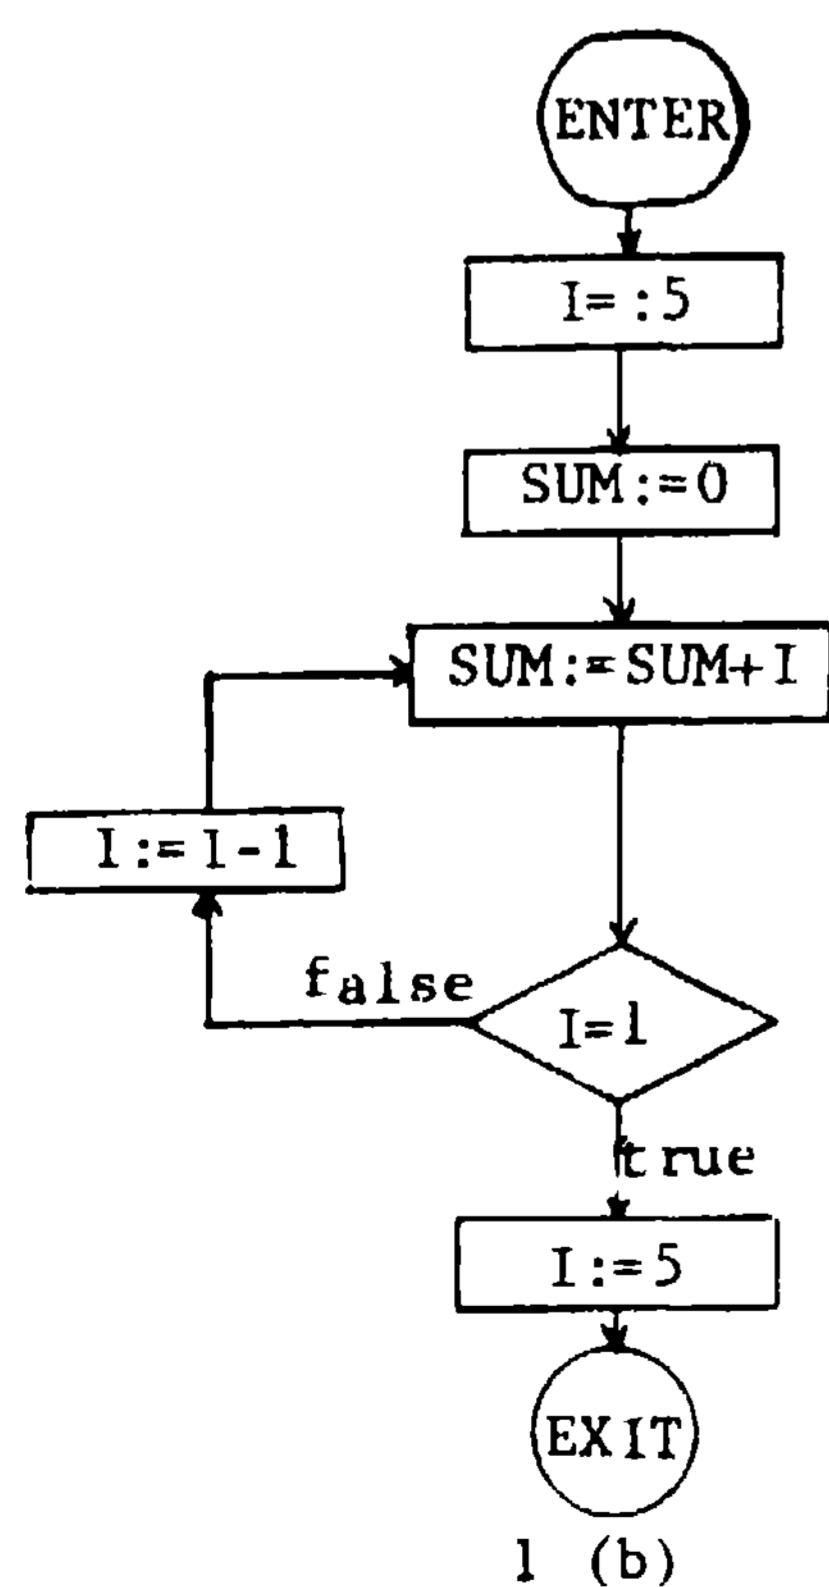 ENTER
I= :5
SUM:=0
SUM:=SUM+I
I:=I-1
false
I=1
true
I:=5
EXIT
1 (b)